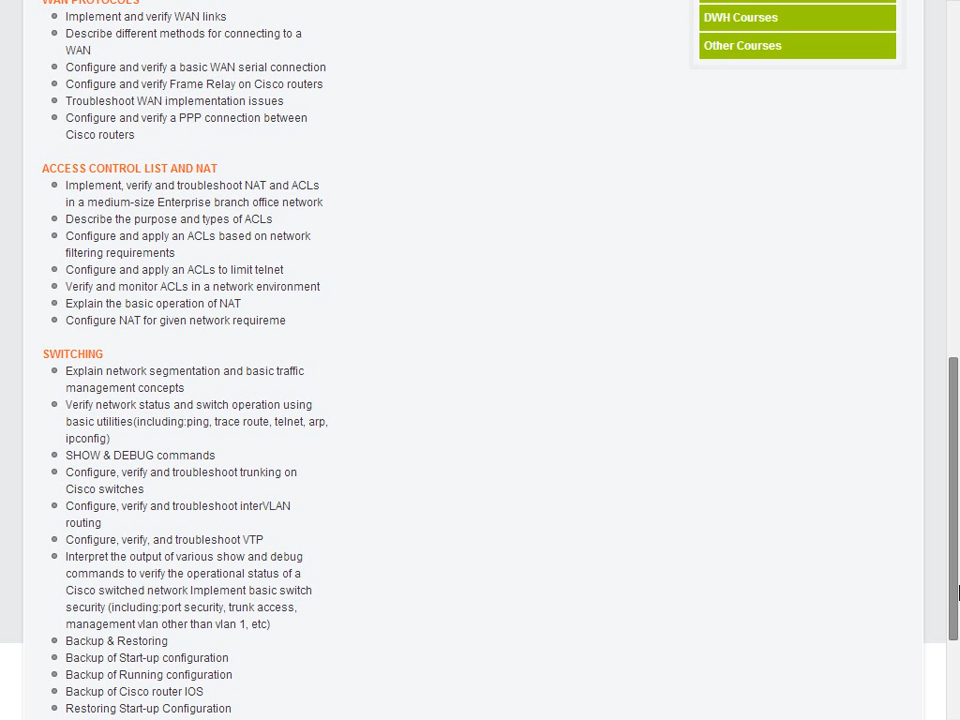 WAN PROTOCOLS
Implement and verify WAN links
Describe different methods for connecting to a
WAN
Configure and verify a basic WAN serial connection
Configure and verify Frame Relay on Cisco routers
Troubleshoot WAN implementation issues
Configure and verify a PPP connection between
Cisco routers
ACCESS CONTROL LIST AND NAT
Implement, verify and troubleshoot NAT and ACLs
in a medium-size Enterprise branch office network
Describe the purpose and types of ACLs
Configure and apply an ACLs based on network
filtering requirements
Configure and apply an ACLs to limit telnet
Verify and monitor ACLs in a network environment
Explain the basic operation of NAT
Configure NAT for given network requireme
SWITCHING
Explain network segmentation and basic traffic
management concepts
Verify network status and switch operation using
basic utilities(including:ping, trace route, telnet, arp,
ipconfig)
SHOW & DEBUG commands
Configure, verify and troubleshoot trunking on
Cisco switches
Configure, verify and troubleshoot interVLAN
routing
Configure, verify, and troubleshoot VTP
Interpret the output of various show and debug
commands to verify the operational status of a
Cisco switched network Implement basic switch
security (including:port security, trunk access,
management vlan other than vlan 1, etc)
Backup & Restoring
Backup of Start-up configuration
Backup of Running configuration
Backup of Cisco router IOS
Restoring Start-up Configuration
DWH Courses
Other Courses